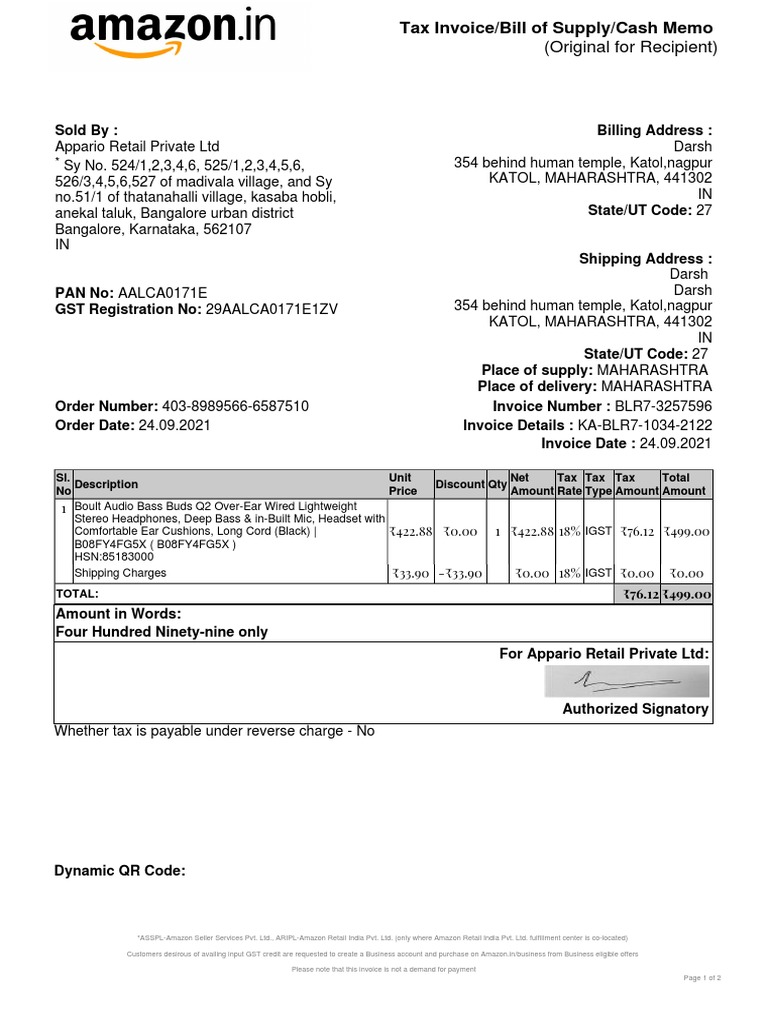 amazon.in
Tax Invoice/Bill of Supply/Cash Memo
(Original for Recipient)
Sold By :
Appario Retail Private Ltd
* Sy No. 524/1,2,3,4,6, 525/1,2,3,4,5,6,
526/3,4,5,6,527 of madivala village, and Sy
no.51/1 of thatanahalli village, kasaba hobli,
anekal taluk, Bangalore urban district
Bangalore, Karnataka, 562107
IN
PAN No: AALCA0171E
GST Registration No: 29AALCA0171E1ZV
Order Number: 403-8989566-6587510
Order Date: 24.09.2021
Billing Address :
Darsh
354 behind human temple, Katol,nagpur
KATOL, MAHARASHTRA, 441302
IN
State/UT Code: 27
Shipping Address :
Darsh
Darsh
354 behind human temple, Katol,nagpur
KATOL, MAHARASHTRA, 441302
IN
State/UT Code: 27
Place of supply: MAHARASHTRA
Place of delivery: MAHARASHTRA
Invoice Number : BLR7-3257596
Invoice Details : KA-BLR7-1034-2122
Invoice Date : 24.09.2021
Sl. No Description Unit Price Discount Qty Net Amount Tax Rate Tax Type Tax Amount Total Amount
1 Boult Audio Bass Buds Q2 Over-Ear Wired Lightweight
Stereo Headphones, Deep Bass & in-Built Mic, Headset with
Comfortable Ear Cushions, Long Cord (Black) | ₹422.88 ₹0.00 1 ₹422.88 18% IGST ₹76.12 ₹499.00
B08FY4FG5X ( B08FY4FG5X )
HSN:85183000
Shipping Charges ₹33.90 -₹33.90 ₹0.00 18% IGST ₹0.00 ₹0.00
TOTAL: ₹76.12 ₹499.00
Amount in Words:
Four Hundred Ninety-nine only
For Appario Retail Private Ltd:
Authorized Signatory
Whether tax is payable under reverse charge - No
Dynamic QR Code:
*ASSPL-Amazon Seller Services Pvt. Ltd., ARIPL-Amazon Retail India Pvt. Ltd. (only where Amazon Retail India Pvt. Ltd. fulfillment center is co-located)
Customers desirous of availing input GST credit are requested to create a Business account and purchase on Amazon.in/business from Business eligible offers
Please note that this invoice is not a demand for payment
Page 1 of 2